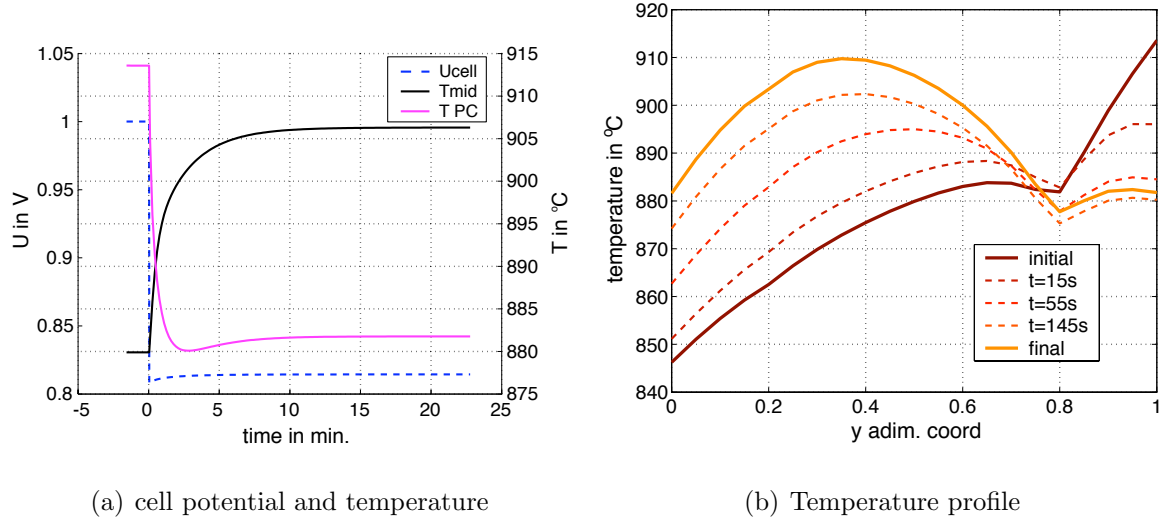 1.05
1
0.95
0.9
0.85
0.8
U in V
-5
0
5
10
15
20
25
time in min.
915
910
905
900
895
890
885
880
875
T in °C
Ucell
Tmid
T PC
(a) cell potential and temperature
920
910
900
890
880
870
860
850
840
temperature in °C
0
0.2
0.4
0.6
0.8
1
y adim. coord
initial
t=15s
t=55s
t=145s
final
(b) Temperature profile